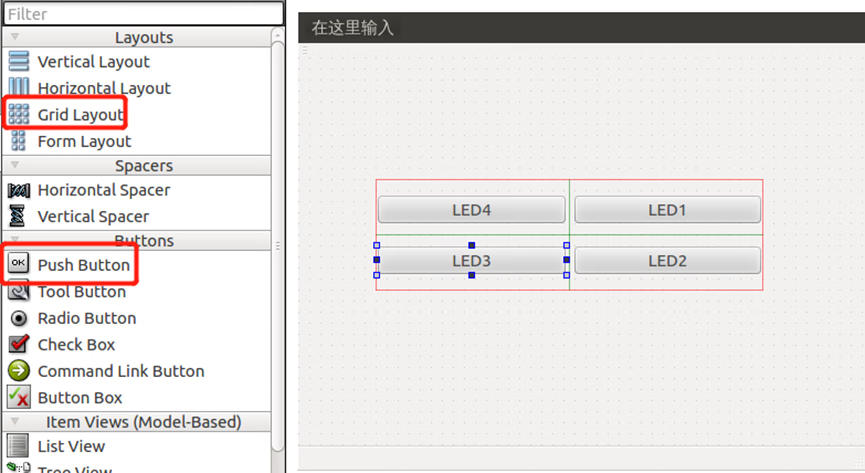 Filter
Layouts
Vertical Layout
Horizontal Layout
Grid Layout
Form Layout
Spacers
Horizontal Spacer
Vertical Spacer
Buttons
OK
Push Button
Tool Button
Radio Button
Check Box
Command Link Button
Button Box
Item Views (Model-Based)
List View
Tree View
在这里输入
LED4 LED1
LED3 LED2